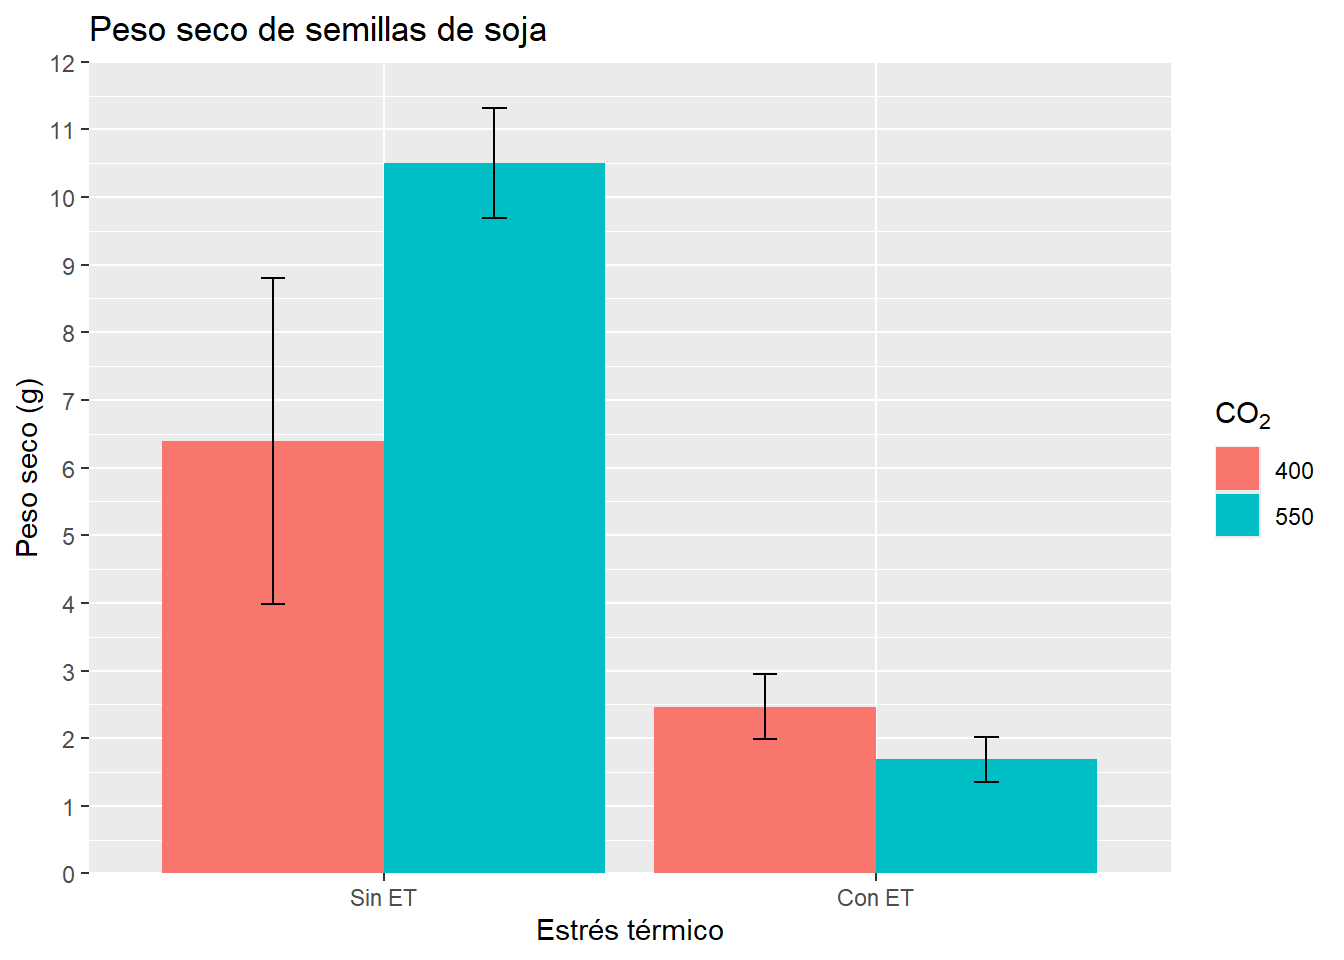 Peso seco de semillas de soja
12
11
10
9
8
7
6
5
4
3
2
1
0
Peso seco (g)
Sin ET
Con ET
Estrés térmico
CO₂
400
550